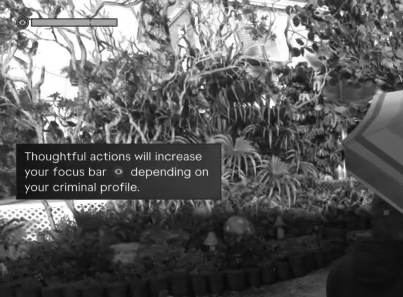 Thoughtful actions will increase
your focus bar depending on
your criminal profile.